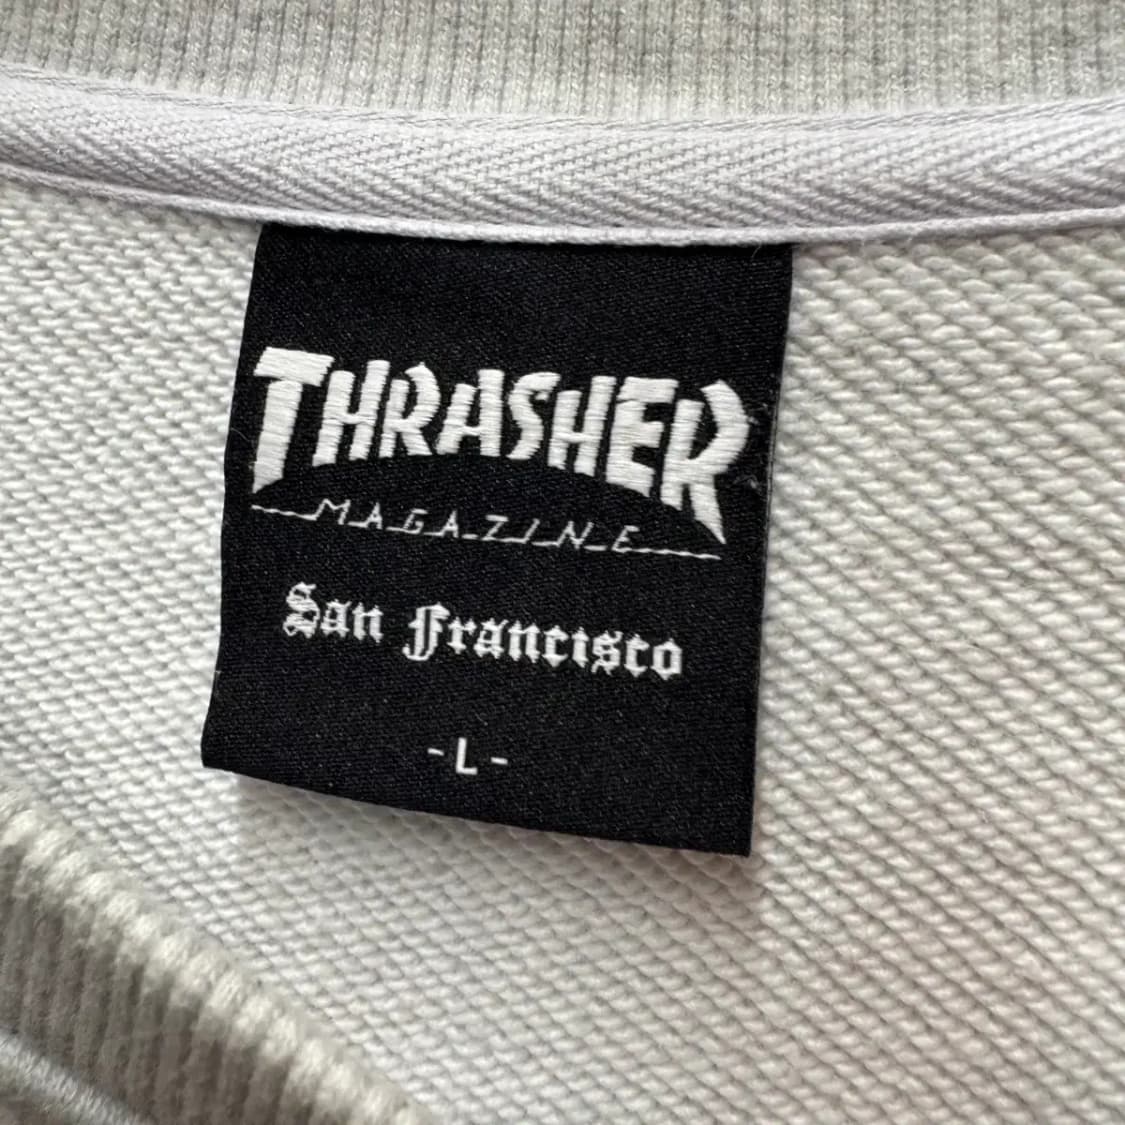 THRASHER
MAGAZINE
San Francisco
-L-